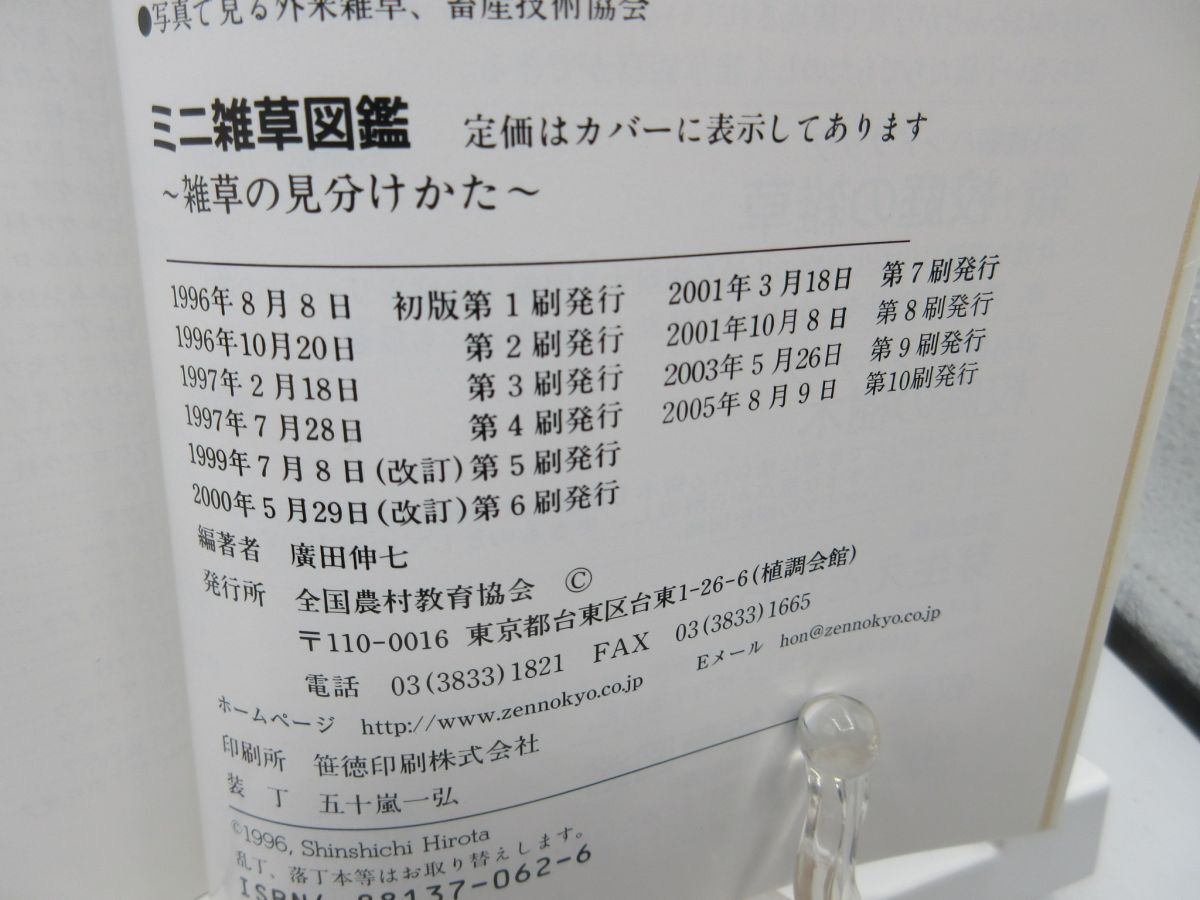 ●写真で見る外来雑草、畜産技術協会
ミニ雑草図鑑　定価はカバーに表示してあります
～雑草の見分けかた～
1996年8月8日　初版第1刷発行
1996年10月20日　第2刷発行
1997年2月18日　第3刷発行
1997年7月28日　第4刷発行
1999年7月8日(改訂)第5刷発行
2000年5月29日(改訂)第6刷発行
2001年3月18日　第7刷発行
2001年10月8日　第8刷発行
2003年5月26日　第9刷発行
2005年8月9日　第10刷発行
編著者　廣田伸七
発行所　全国農村教育協会　©
〒110-0016　東京都台東区台東1-26-6(植調会館)
電話　03(3833)1821　FAX　03(3833)1665
ホームページ　http://www.zennokyo.co.jp　Eメール　hon@zennokyo.co.jp
印刷所　笹徳印刷株式会社
装丁　五十嵐一弘
©1996, Shinshichi Hirota
乱丁、落丁本等はお取り替えします。
88137-062-6